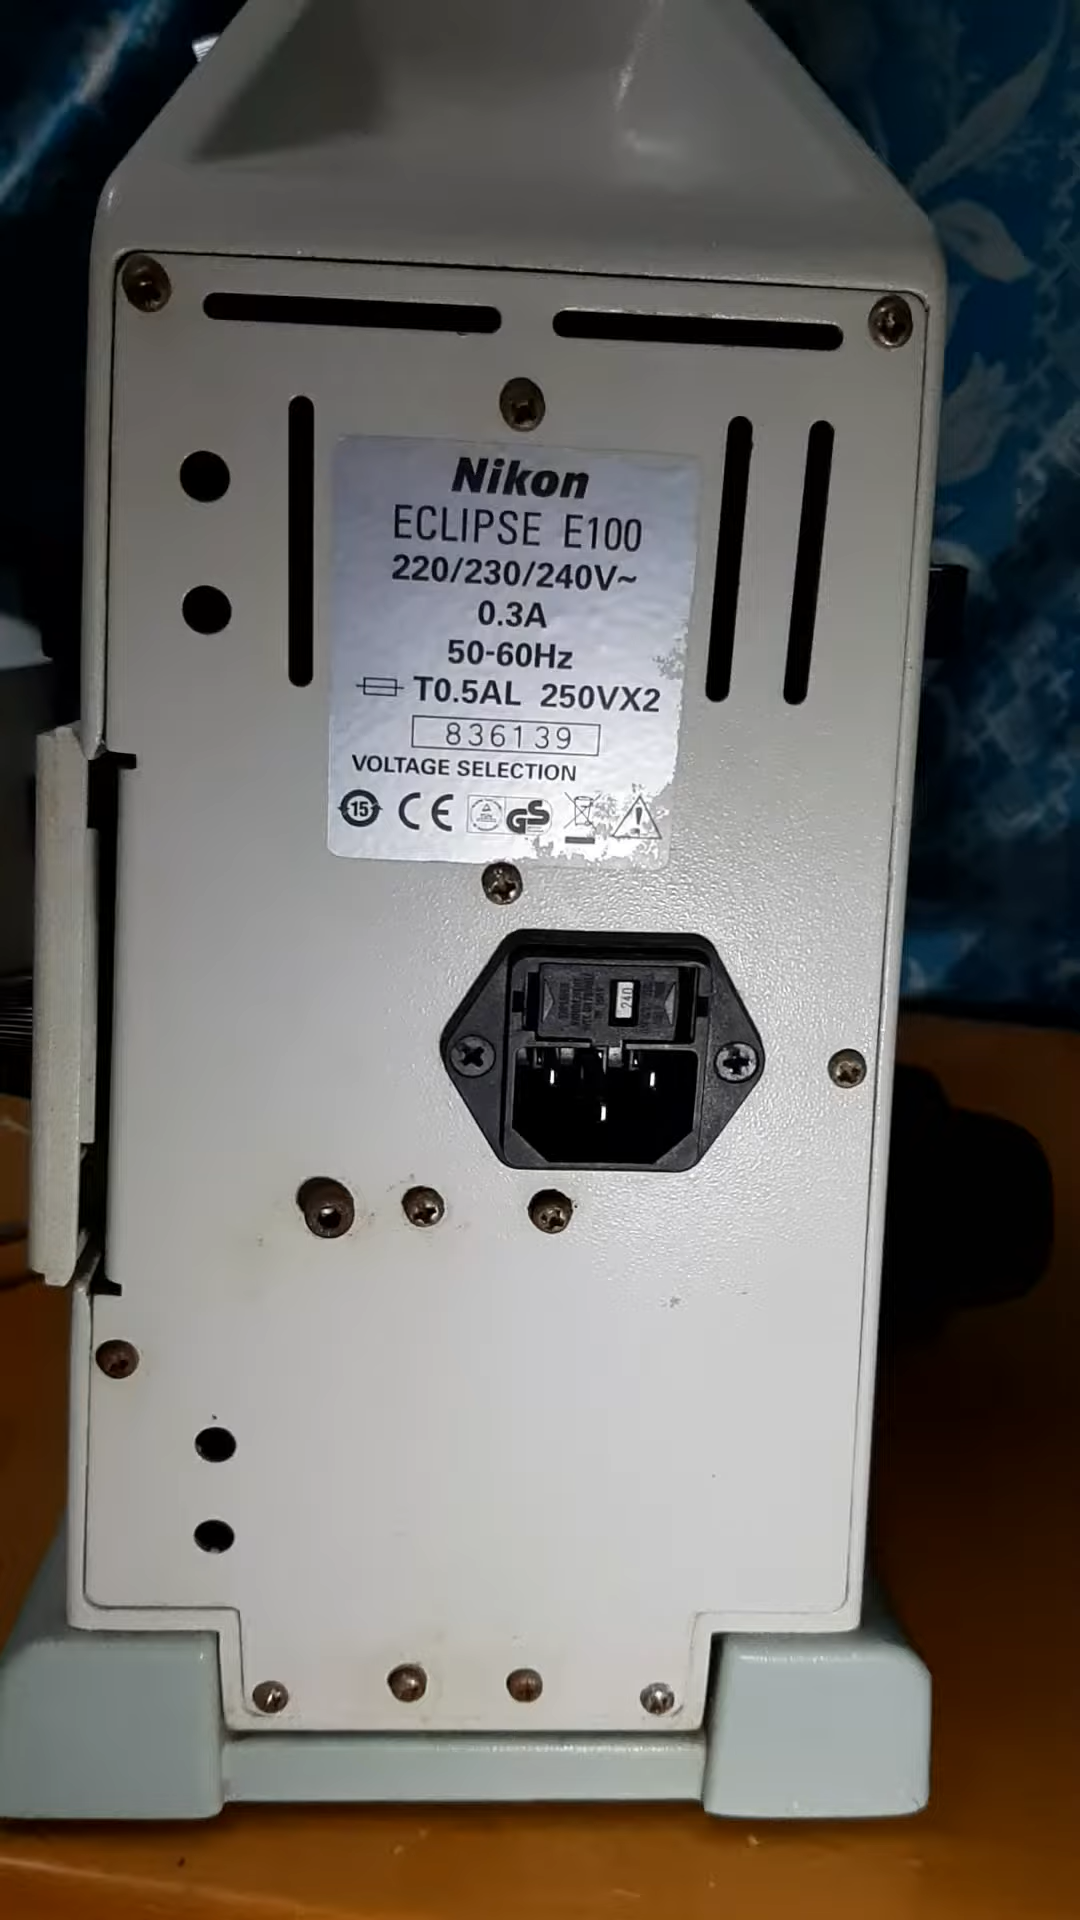 Nikon
ECLIPSE E100
220/230/240V~
0.3A
50-60Hz
T0.5AL 250VX2
836139
VOLTAGE SELECTION
15 CE GS
240